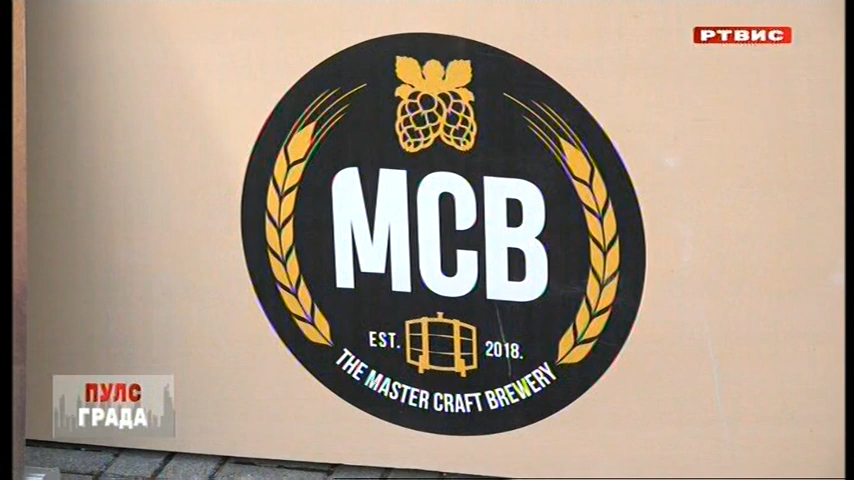 РТВИС
MCB
EST. 2018.
THE MASTER CRAFT BREWERY
ПУЛС
ГРАДА